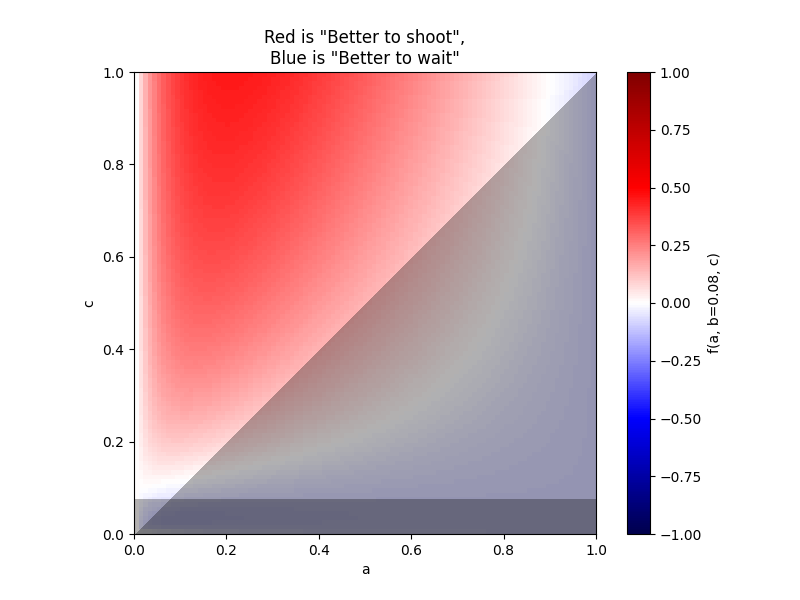 Red is "Better to shoot",
Blue is "Better to wait"
1.0
0.8
0.6
0.4
0.2
0.0
c
0.0 0.2 0.4 0.6 0.8 1.0
a
1.00
0.75
0.50
0.25
0.00
−0.25
−0.50
−0.75
−1.00
f(a, b=0.08, c)